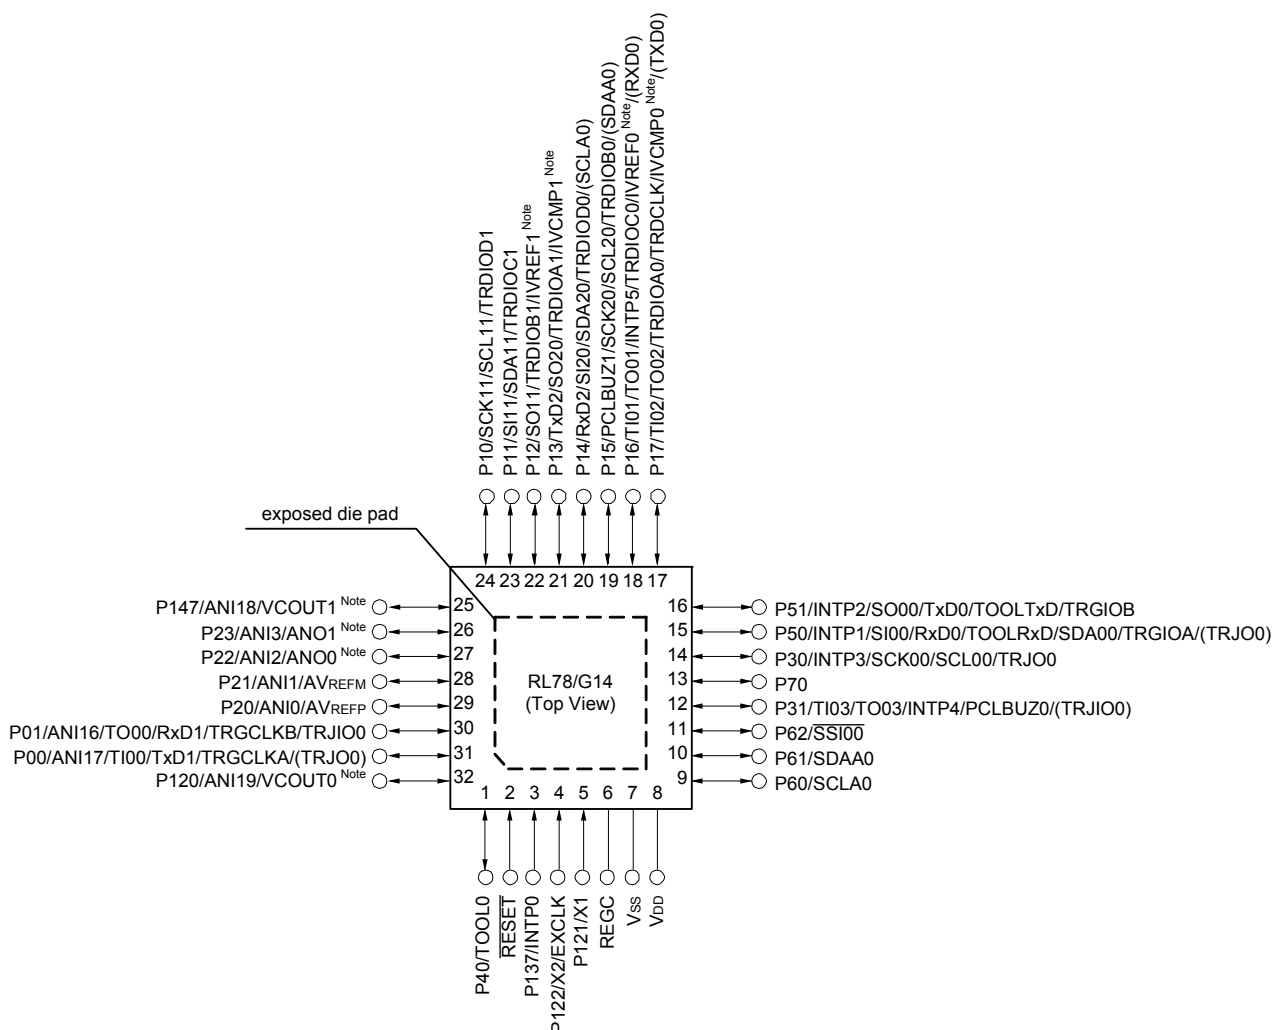 P10/SCK11/SCL11/TRDIOD1
P11/SI11/SDA11/TRDIOC1
P12/SO11/TRDIOB1/IVREF1 Note
P13/TxD2/SO20/TRDIOA1/IVCMP1 Note
P14/RxD2/SI20/SDA20/TRDIOD0/(SCLA0)
P15/PCLBUZ1/SCK20/SCL20/TRDIOB0/(SDAA0)
P16/TI01/TO01/INTP5/TRDIOC0/IVREF0 Note/(RXD0)
P17/TI02/TO02/TRDIOA0/TRDCLK/IVCMP0 Note/(TXD0)
exposed die pad
24 23 22 21 20 19 18 17
P147/ANI18/VCOUT1 Note 25
P23/ANI3/ANO1 Note 26
P22/ANI2/ANO0 Note 27
P21/ANI1/AVREFM 28
P20/ANI0/AVREFP 29
P01/ANI16/TO00/RxD1/TRGCLKB/TRJIO0 30
P00/ANI17/TI00/TxD1/TRGCLKA/(TRJO0) 31
P120/ANI19/VCOUT0 Note 32
RL78/G14
(Top View)
16 P51/INTP2/SO00/TxD0/TOOLTxD/TRGIOB
15 P50/INTP1/SI00/RxD0/TOOLRxD/SDA00/TRGIOA/(TRJO0)
14 P30/INTP3/SCK00/SCL00/TRJO0
13 P70
12 P31/TI03/TO03/INTP4/PCLBUZ0/(TRJIO0)
11 P62/SSI00
10 P61/SDAA0
9 P60/SCLA0
1 2 3 4 5 6 7 8
P40/TOOL0
RESET
P137/INTP0
P122/X2/EXCLK
P121/X1
REGC
VSS
VDD